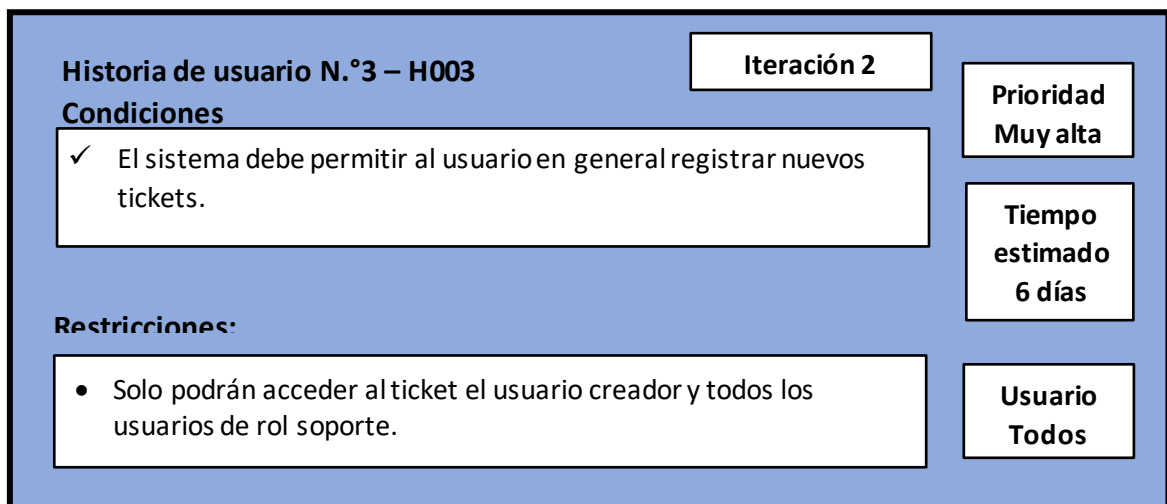 Historia de usuario N.°3 – H003
Iteración 2
Condiciones
Prioridad
Muy alta
✓ El sistema debe permitir al usuario en general registrar nuevos
tickets.
Tiempo
estimado
6 días
Restricciones:
• Solo podrán acceder al ticket el usuario creador y todos los
usuarios de rol soporte.
Usuario
Todos